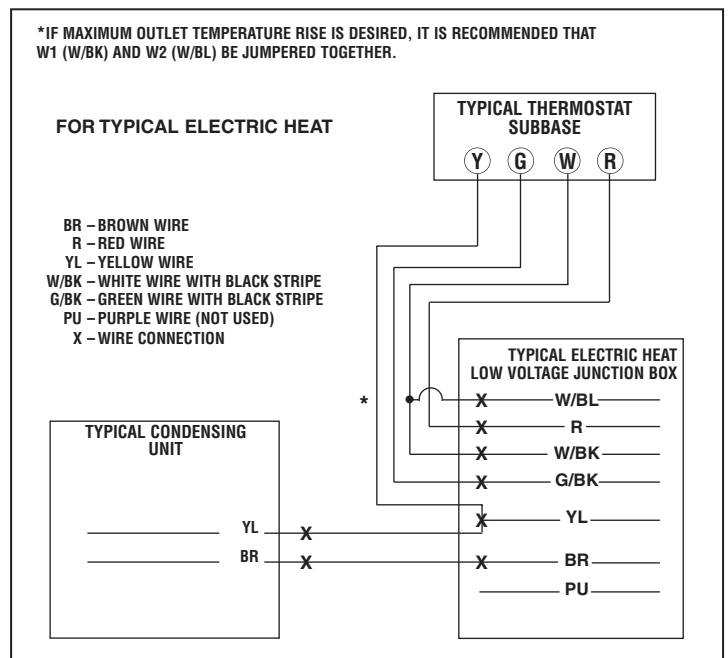 *IF MAXIMUM OUTLET TEMPERATURE RISE IS DESIRED, IT IS RECOMMENDED THAT
W1 (W/BK) AND W2 (W/BL) BE JUMPERED TOGETHER.
FOR TYPICAL ELECTRIC HEAT
TYPICAL THERMOSTAT
SUBBASE
Y G W R
BR – BROWN WIRE
R – RED WIRE
YL – YELLOW WIRE
W/BK – WHITE WIRE WITH BLACK STRIPE
G/BK – GREEN WIRE WITH BLACK STRIPE
PU – PURPLE WIRE (NOT USED)
X – WIRE CONNECTION
TYPICAL ELECTRIC HEAT
LOW VOLTAGE JUNCTION BOX
*
X W/BL
X R
X W/BK
X G/BK
X YL
X BR
PU
TYPICAL CONDENSING
UNIT
YL X
BR X